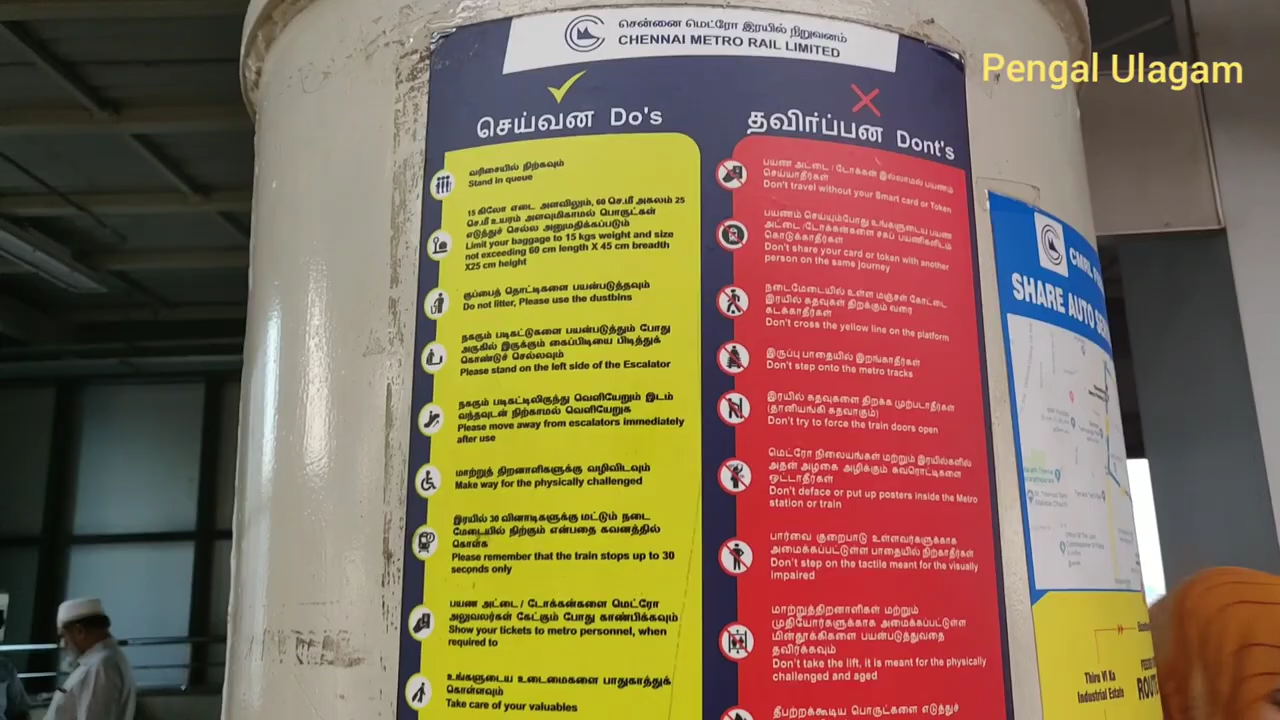 சென்னை மெட்ரோ இரயில் நிறுவனம்
CHENNAI METRO RAIL LIMITED
Pengal Ulagam
செய்வன Do's
வரிசையில் நிற்கவும்
Stand in queue
15 கிலோ எடை அளவிலும், 60 செ.மீ அகலம் 25
செ.மீ உயரம் அளவுமிகாமல் பொருட்கள்
எடுத்துச் செல்ல அனுமதிக்கப்படும்
Limit your baggage to 15 kgs weight and size
not exceeding 60 cm length X 45 cm breadth
X25 cm height
குப்பைத் தொட்டிகளை பயன்படுத்தவும்
Do not litter, Please use the dustbins
நகரும் படிகட்டுகளை பயன்படுத்தும் போது
அருகில் இருக்கும் கைப்பிடியை பிடித்துக்
கொண்டுச் செல்லவும்
Please stand on the left side of the Escalator
நகரும் படிகட்டிலிருந்து வெளியேறும் இடம்
வந்தவுடன் நிற்காமல் வெளியேறுக
Please move away from escalators immediately
after use
மாற்றுத் திறனாளிகளுக்கு வழிவிடவும்
Make way for the physically challenged
இரயில் 30 வினாடிகளுக்கு மட்டும் நடை
மேடையில் நிற்கும் என்பதை கவனத்தில்
கொள்க
Please remember that the train stops up to 30
seconds only
பயண அட்டை / டோக்கன்களை மெட்ரோ
அலுவலர்கள் கேட்கும் போது காண்பிக்கவும்
Show your tickets to metro personnel, when
required to
உங்களுடைய உடைமைகளை பாதுகாத்துக்
கொள்ளவும்
Take care of your valuables
தவிர்ப்பன Dont's
பயண அட்டை / டோக்கன் இல்லாமல் பயணம்
செய்யாதீர்கள்
Don't travel without your Smart card or Token
பயணம் செய்யும்போது உங்களுடைய பயண
அட்டை /டோக்கன்களை சகப் பயணிகளிடம்
கொடுக்காதீர்கள்
Don't share your card or token with another
person on the same journey
நடைமேடையில் உள்ள மஞ்சள் கோட்டை
இரயில் கதவுகள் திறக்கும் வரை
கடக்காதீர்கள்
Don't cross the yellow line on the platform
இருப்பு பாதையில் இறங்காதீர்கள்
Don't step onto the metro tracks
இரயில் கதவுகளை திறக்க முற்படாதீர்கள்
(தானியங்கி கதவாகும்)
Don't try to force the train doors open
மெட்ரோ நிலையங்கள் மற்றும் இரயில்களில்
அதன் அழகை அழிக்கும் சுவரொட்டிகளை
ஒட்டாதீர்கள்
Don't deface or put up posters inside the Metro
station or train
பார்வை குறைபாடு உள்ளவர்களுக்காக
அமைக்கப்பட்டுள்ள பாதையில் நிற்காதீர்கள்
Don't step on the tactile meant for the visually
impaired
மாற்றுத்திறனாளிகள் மற்றும்
முதியோர்களுக்காக அமைக்கப்பட்டுள்ள
மின்தூக்கிகளை பயன்படுத்துவதை
தவிர்க்கவும்
Don't take the lift, it is meant for the physically
challenged and aged
தீபற்றக்கூடிய பொருட்களை எடுத்துச்
CMRL
SHARE AUTO
Thiru Vi Ka
Industrial Estate